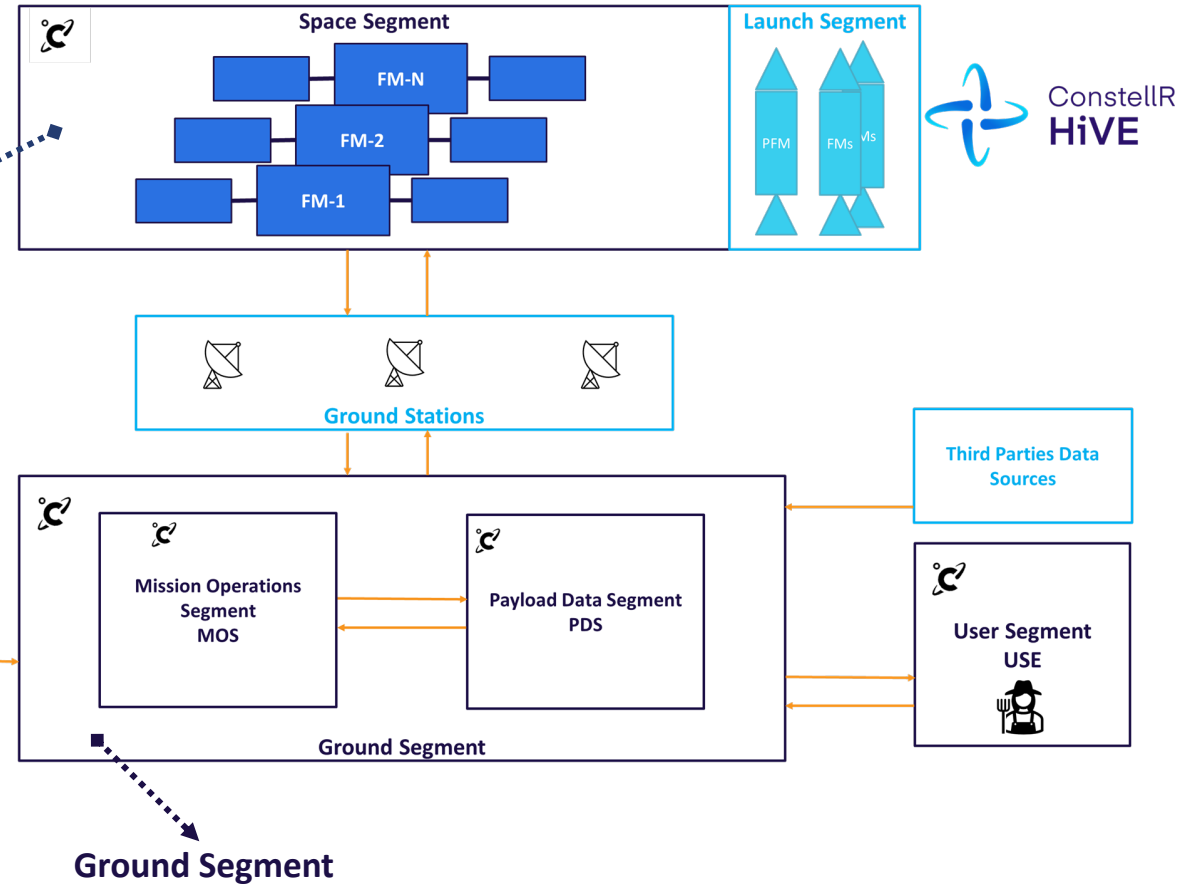 Space Segment
Launch Segment
FM-N
FM-2
FM-1
PFM
FMs
Ms
ConstellR
HiVE
Ground Stations
Third Parties Data
Sources
Mission Operations
Segment
MOS
Payload Data Segment
PDS
User Segment
USE
Ground Segment
Ground Segment